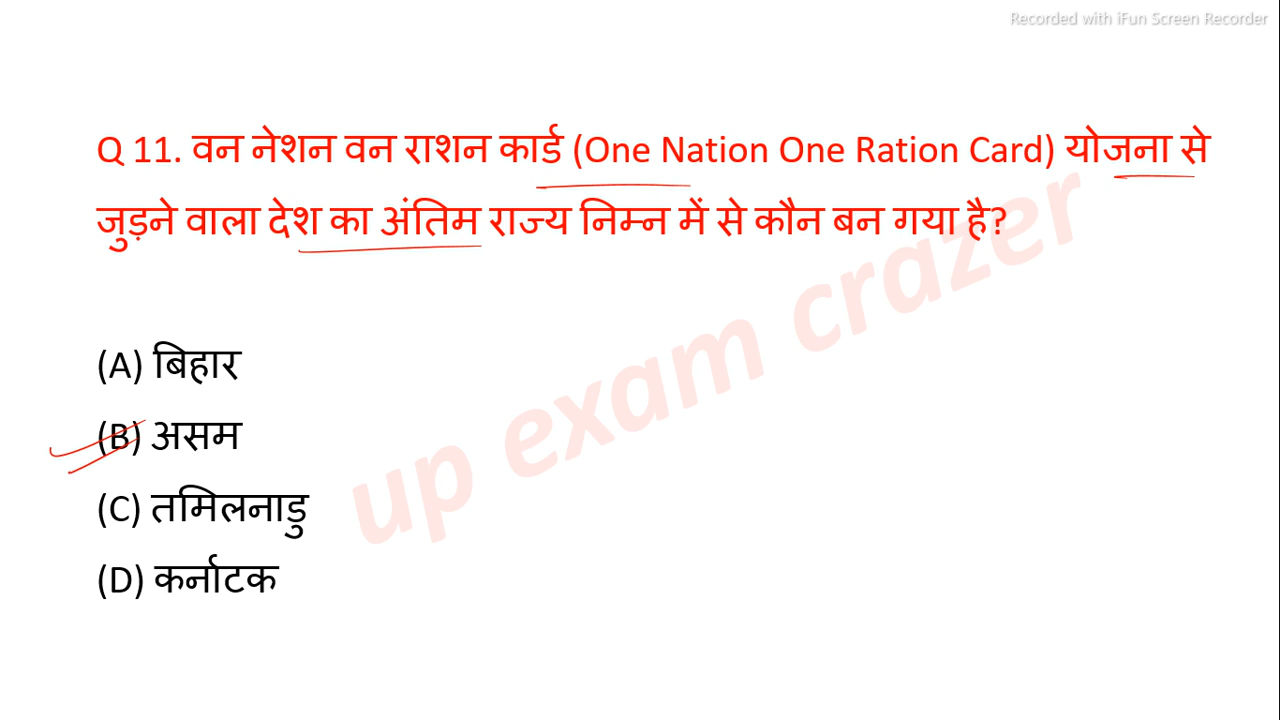 Recorded with iFun Screen Recorder
Q 11. वन नेशन वन राशन कार्ड (One Nation One Ration Card) योजना से
जुड़ने वाला देश का अंतिम राज्य निम्न में से कौन बन गया है?
up exam crazer
(A) बिहार
(B) असम
(C) तमिलनाडु
(D) कर्नाटक